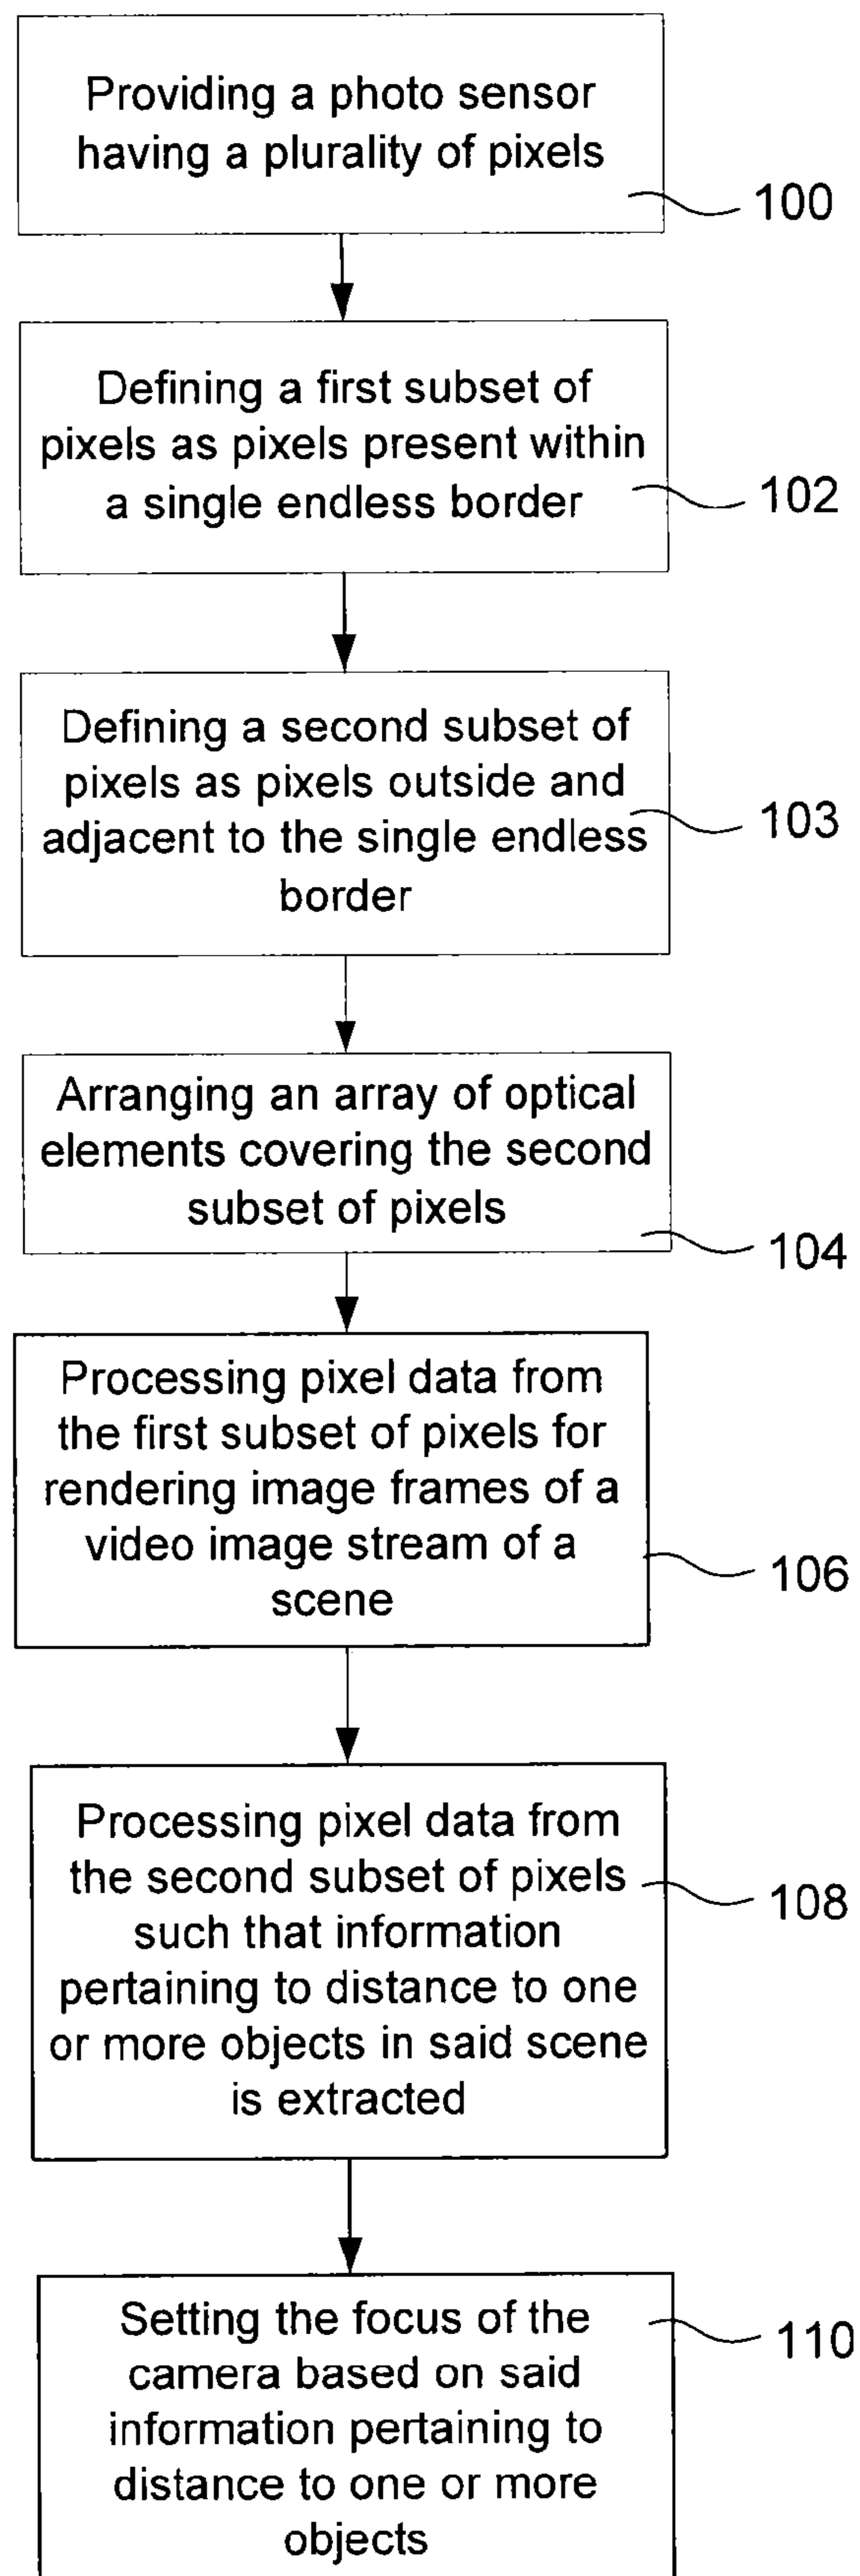 Providing a photo sensor
having a plurality of pixels
100
Defining a first subset of
pixels as pixels present within
a single endless border
102
Defining a second subset of
pixels as pixels outside and
adjacent to the single endless
border
103
Arranging an array of optical
elements covering the second
subset of pixels
104
Processing pixel data from
the first subset of pixels for
rendering image frames of a
video image stream of a
scene
106
Processing pixel data from
the second subset of pixels
such that information
pertaining to distance to one
or more objects in said scene
is extracted
108
Setting the focus of the
camera based on said
information pertaining to
distance to one or more
objects
110